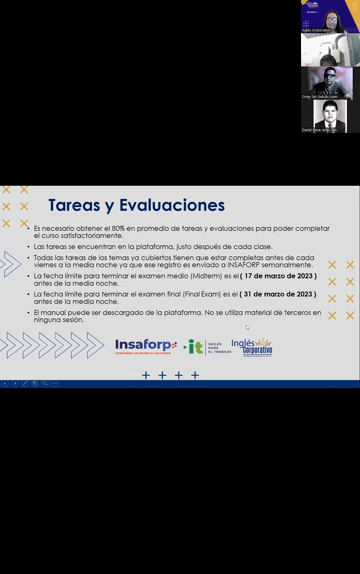 Inglés Corporativo
Tareas y Evaluaciones
• Es necesario obtener el 80% en promedio de tareas y evaluaciones para poder completar
el curso satisfactoriamente.
• Las tareas se encuentran en la plataforma, justo después de cada clase.
• Todas las tareas de los temas ya cubiertos tienen que estar completas antes de cada
viernes a la media noche ya que ese registro es enviado a INSAFORP semanalmente.
• La fecha límite para terminar el examen medio (Midterm) es el ( 17 de marzo de 2023 )
antes de la media noche.
• La fecha límite para terminar el examen final (Final Exam) es el ( 31 de marzo de 2023 )
antes de la media noche.
• El manual puede ser descargado de la plataforma. No se utiliza material de terceros en
ninguna sesión.
Insaforp
it
INGLÉS
PARA
EL TRABAJO
Inglés
Corporativo